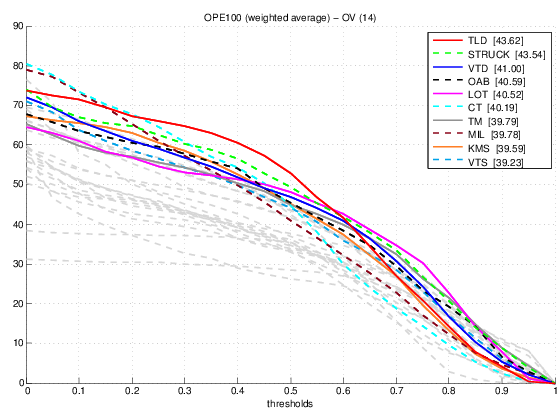 OPE100 (weighted average) – OV (14)
90
80
70
60
50
40
30
20
10
0
TLD [43.62]
STRUCK [43.54]
VTD [41.00]
OAB [40.59]
LOT [40.52]
CT [40.19]
TM [39.79]
MIL [39.78]
KMS [39.59]
VTS [39.23]
0 0.1 0.2 0.3 0.4 0.5 0.6 0.7 0.8 0.9 1
thresholds